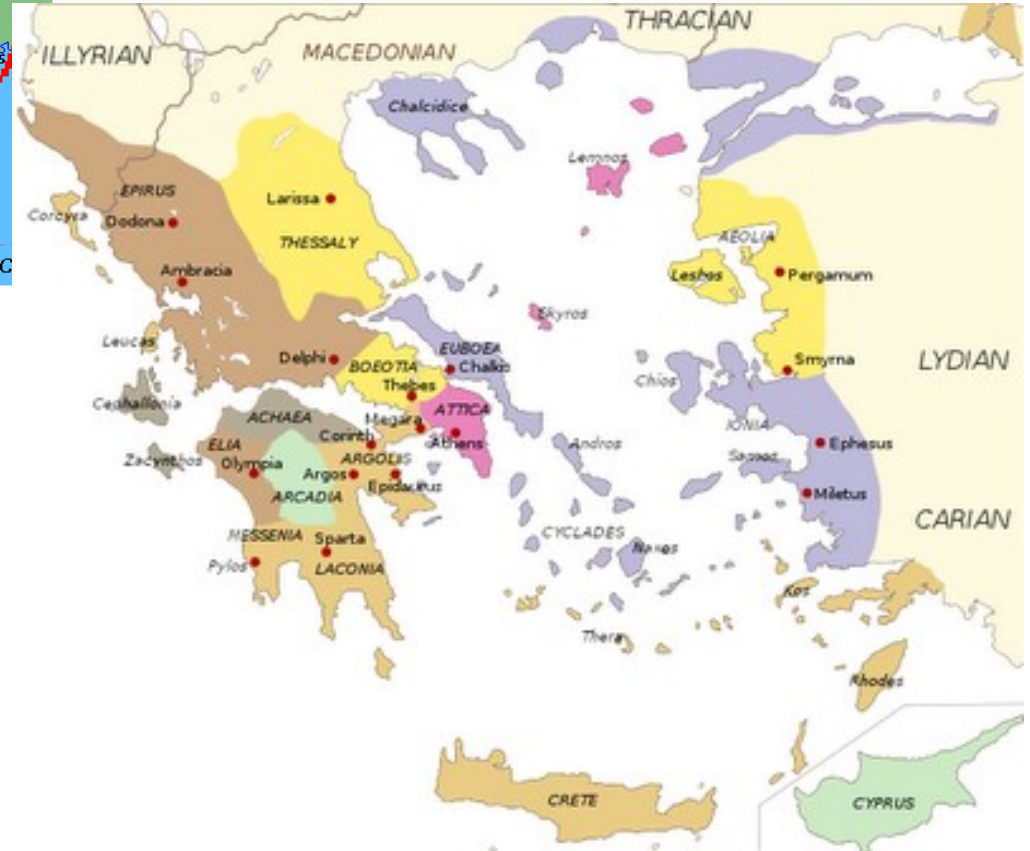 THRACIAN
ILLYRIAN
MACEDONIAN
Chalcidice
Lemnos
EPIRUS
Larissa
Corcyra
Dodona
AEOLIA
THESSALY
Ambracia
Lesbos
Pergamum
Skyros
Leucas
EUBOEA
Delphi
BOEOTIA
Chalkis
Smyrna
LYDIAN
Chios
Thebes
Cephallonia
ATTICA
ACHAEA
Megara
IONIA
Corinth
Athens
Andros
Ephesus
ELIA
Zacynthos
ARGOLIS
Samos
Olympia
Argos
Epidaurus
ARCADIA
Miletus
CARIAN
MESSENIA
Sparta
CYCLADES
Naxos
Pylos
LACONIA
Kos
Thera
Rhodes
CRETE
CYPRUS